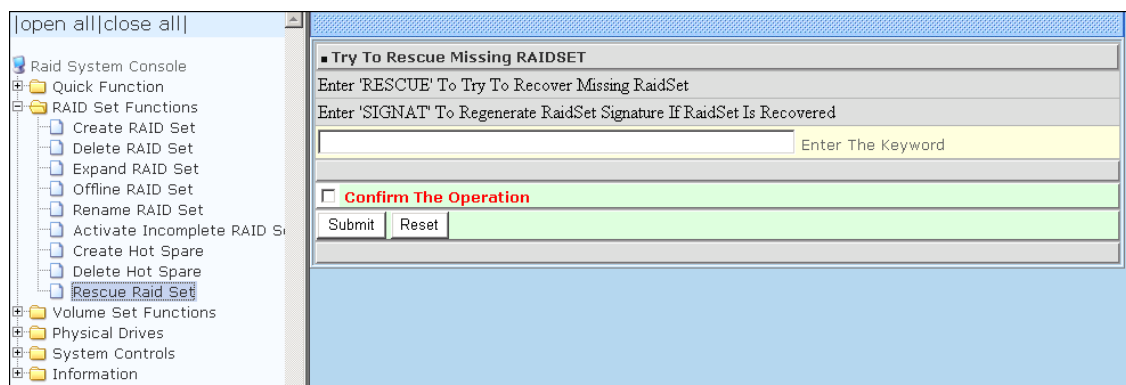 |open all|close all|
Raid System Console
Quick Function
RAID Set Functions
Create RAID Set
Delete RAID Set
Expand RAID Set
Offline RAID Set
Rename RAID Set
Activate Incomplete RAID
Create Hot Spare
Delete Hot Spare
Rescue Raid Set
Volume Set Functions
Physical Drives
System Controls
Information
Try To Rescue Missing RAIDSET
Enter 'RESCUE' To Try To Recover Missing RaidSet
Enter 'SIGNAT' To Regenerate RaidSet Signature If RaidSet Is Recovered
Enter The Keyword
Confirm The Operation
Submit Reset